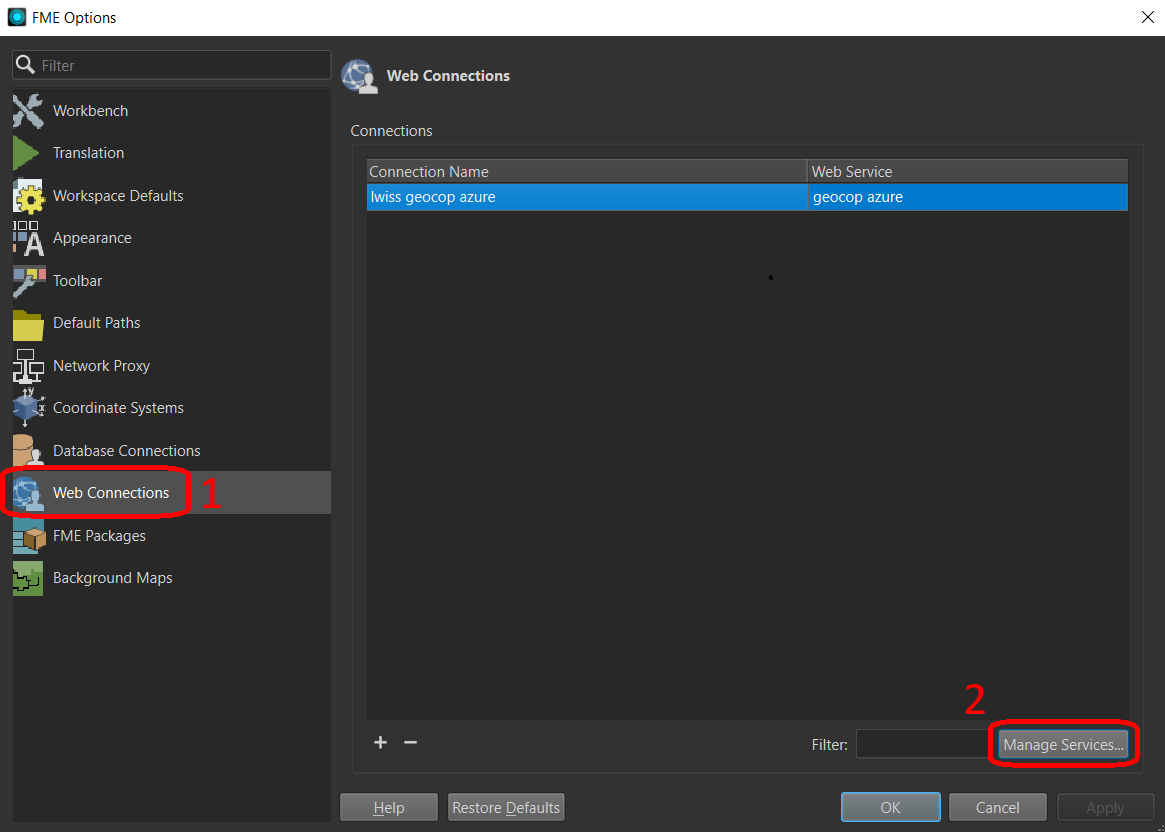 FME Options
Filter
Web Connections
Workbench
Translation
Workspace Defaults
Appearance
Toolbar
Default Paths
Network Proxy
Coordinate Systems
Database Connections
Web Connections 1
FME Packages
Background Maps
Connections
Connection Name Web Service
lwiss geocop azure geocop azure
2
+ − Filter: Manage Services...
Help Restore Defaults OK Cancel Apply